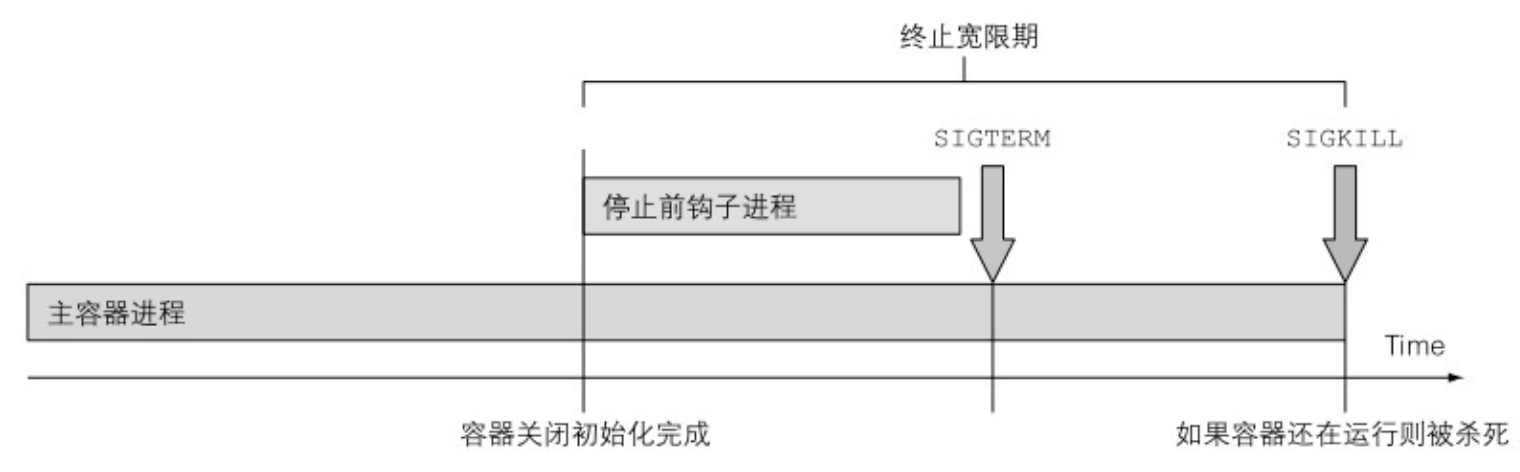 终止宽限期
SIGTERM
SIGKILL
停止前钩子进程
主容器进程
Time
容器关闭初始化完成
如果容器还在运行则被杀死